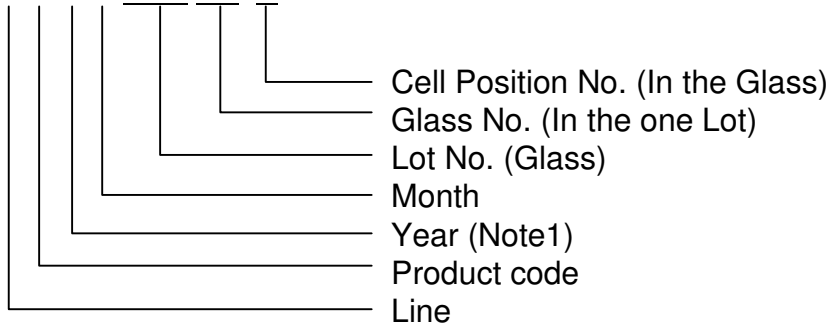 Cell Position No. (In the Glass)
Glass No. (In the one Lot)
Lot No. (Glass)
Month
Year (Note1)
Product code
Line